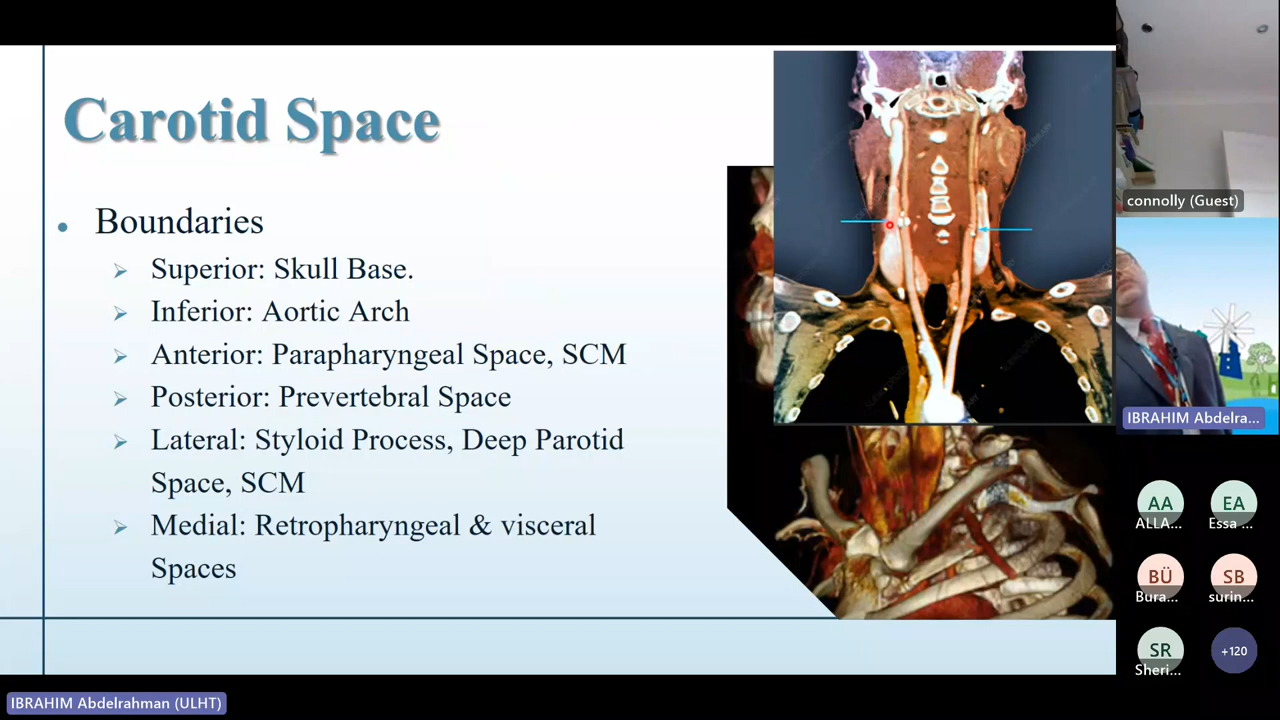 Carotid Space
Boundaries
Superior: Skull Base.
Inferior: Aortic Arch
Anterior: Parapharyngeal Space, SCM
Posterior: Prevertebral Space
Lateral: Styloid Process, Deep Parotid
Space, SCM
Medial: Retropharyngeal & visceral
Spaces
connolly (Guest)
IBRAHIM Abdelra...
AA
EA
ALLA...
Essa ...
BÜ
SB
Bura...
surin...
SR
+120
Sheri...
IBRAHIM Abdelrahman (ULHT)